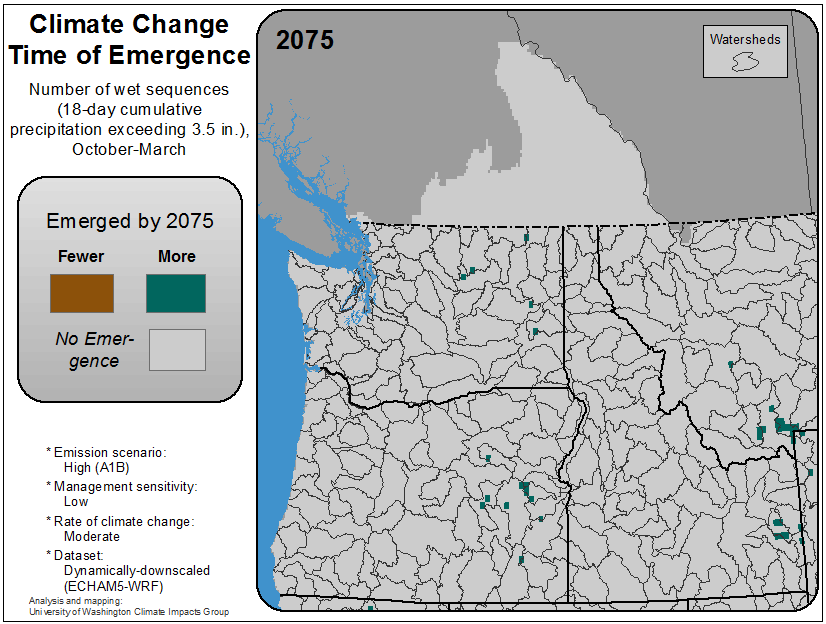 Climate Change
Time of Emergence
Number of wet sequences
(18-day cumulative
precipitation exceeding 3.5 in.),
October-March
Emerged by 2075
Fewer
More
No Emer-
gence
* Emission scenario:
High (A1B)
* Management sensitivity:
Low
* Rate of climate change:
Moderate
* Dataset:
Dynamically-downscaled
(ECHAM5-WRF)
Analysis and mapping:
University of Washington Climate Impacts Group
2075
Watersheds